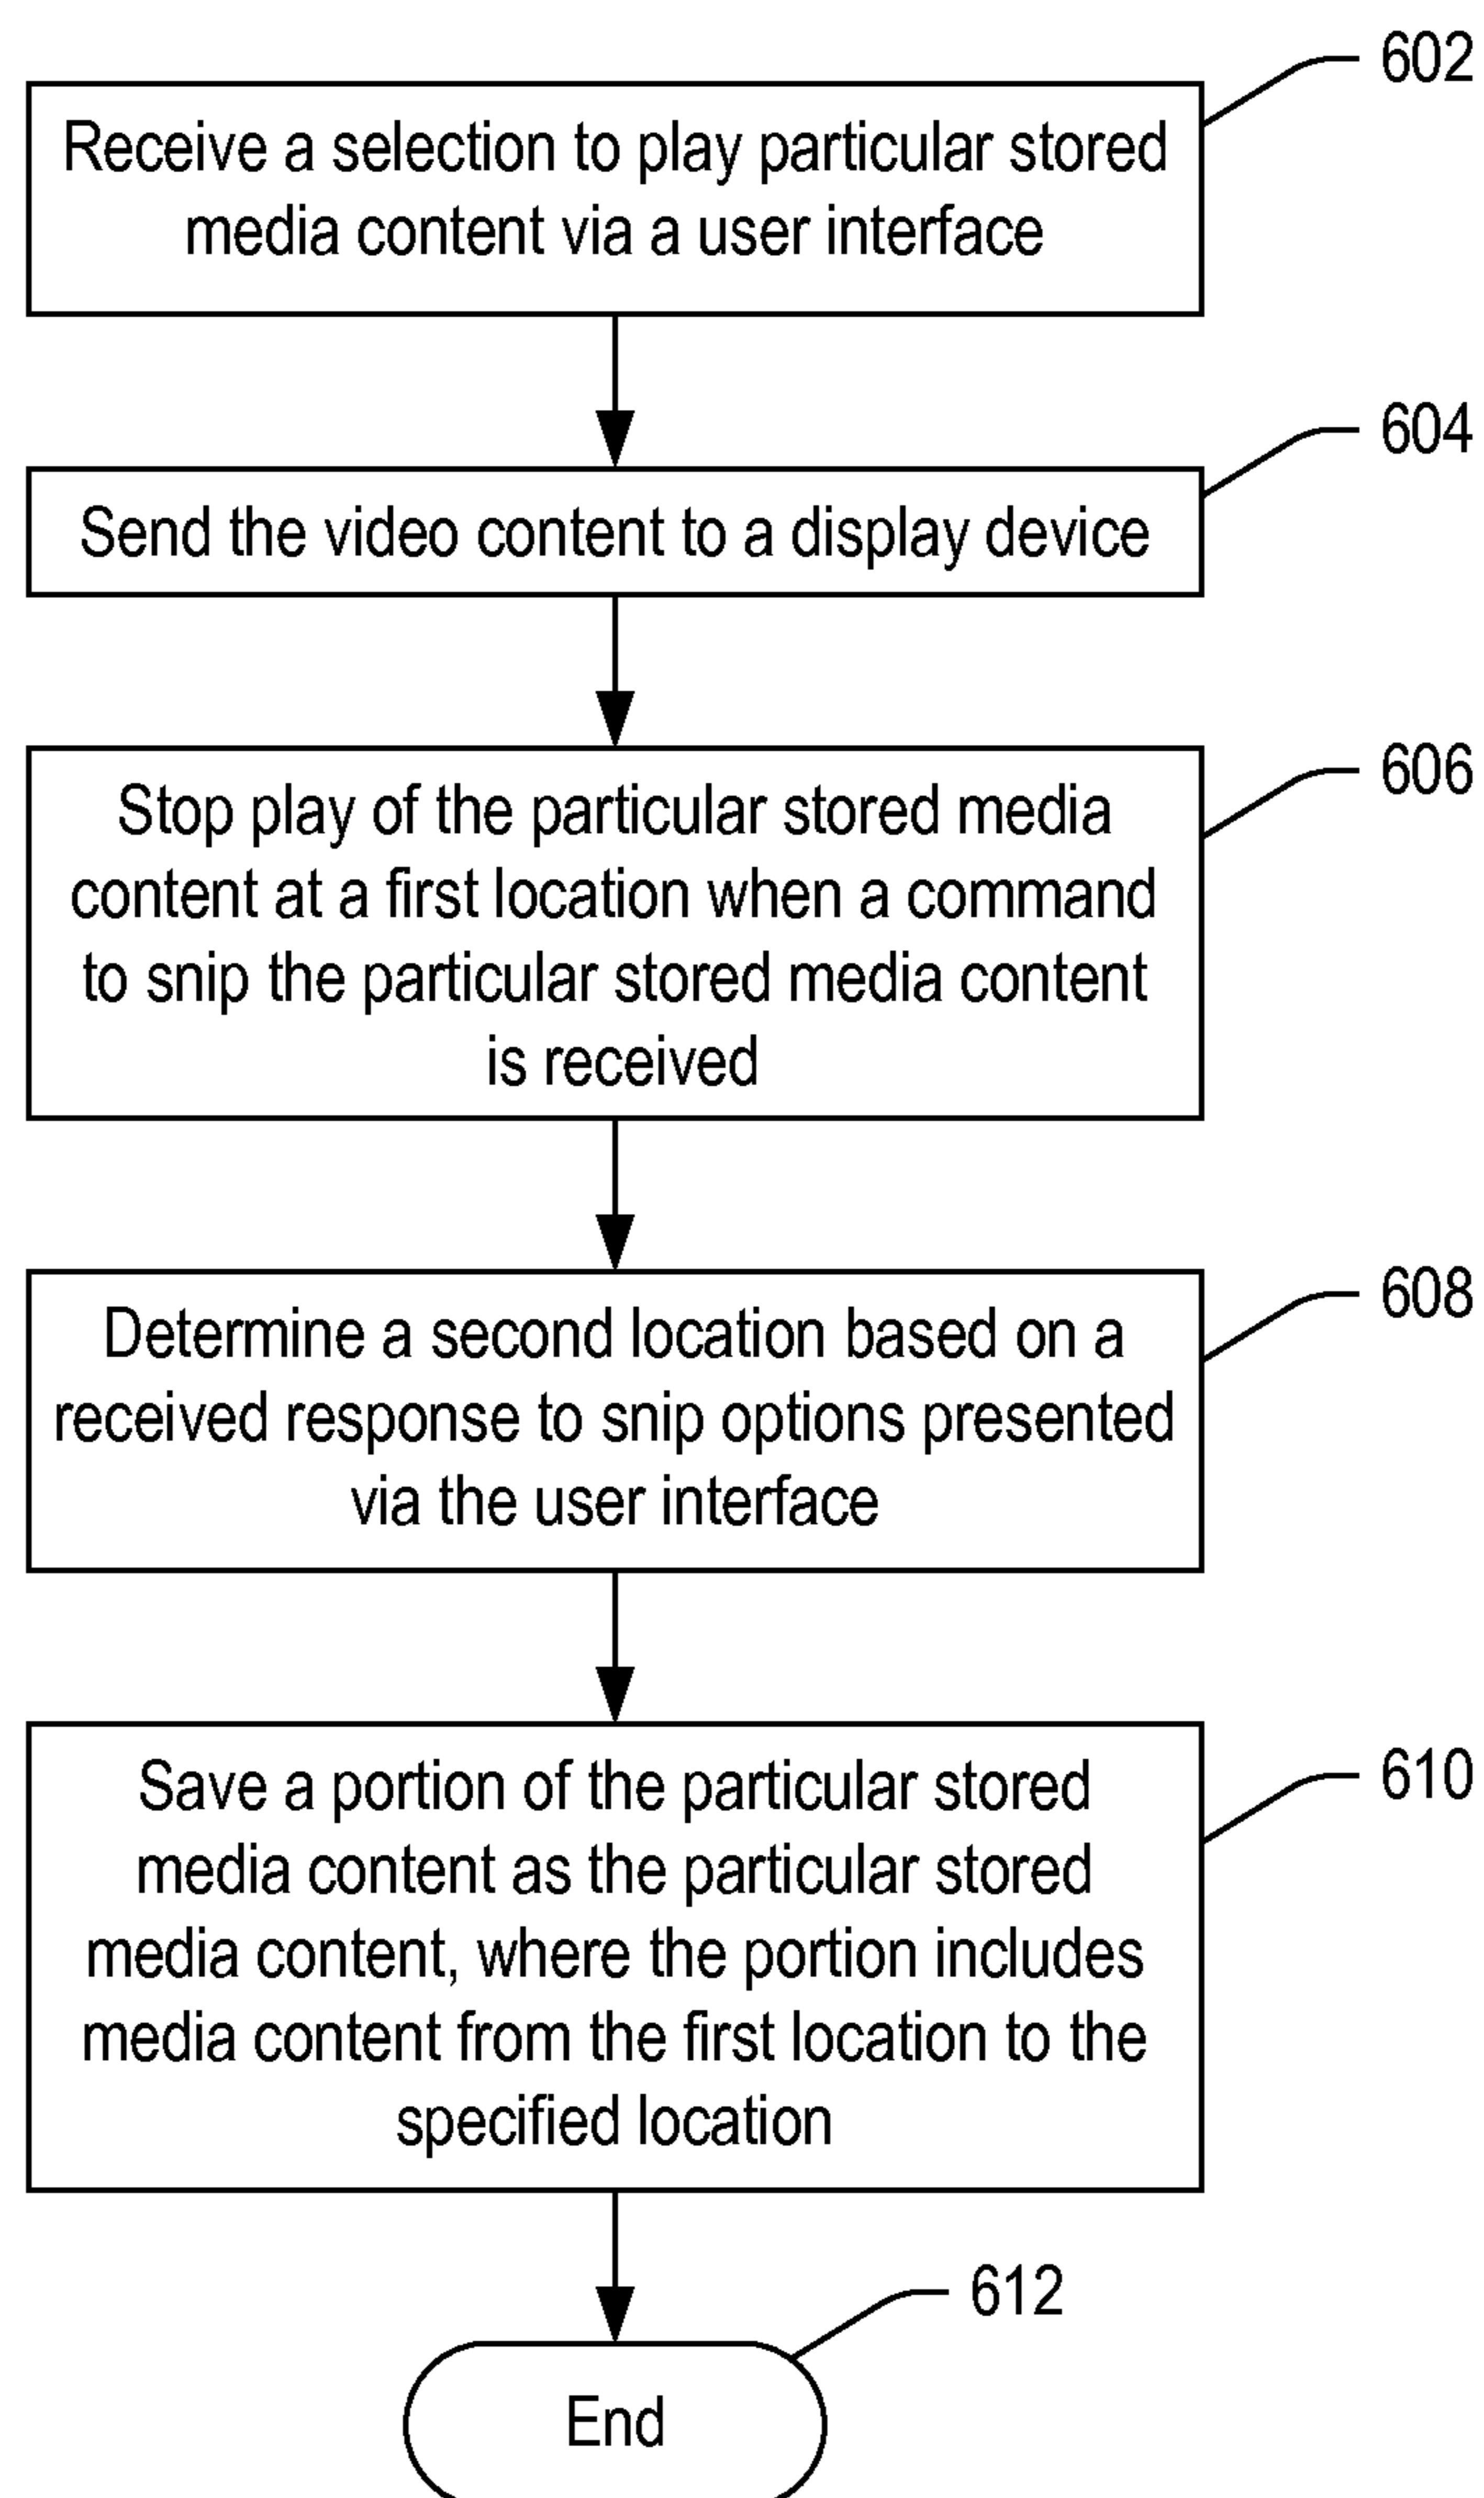 602
Receive a selection to play particular stored
media content via a user interface
604
Send the video content to a display device
606
Stop play of the particular stored media
content at a first location when a command
to snip the particular stored media content
is received
608
Determine a second location based on a
received response to snip options presented
via the user interface
610
Save a portion of the particular stored
media content as the particular stored
media content, where the portion includes
media content from the first location to the
specified location
612
End